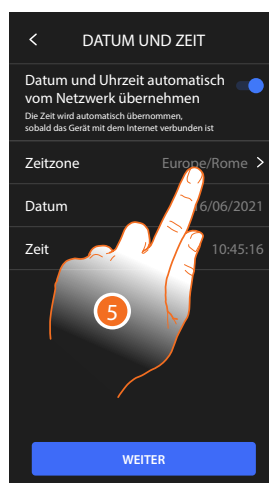 DATUM UND ZEIT
Datum und Uhrzeit automatisch
vom Netzwerk übernehmen
Die Zeit wird automatisch übernommen,
sobald das Gerät mit dem Internet verbunden ist
Zeitzone Europe/Rome
Datum 6/06/2021
Zeit 10:45:16
5
WEITER